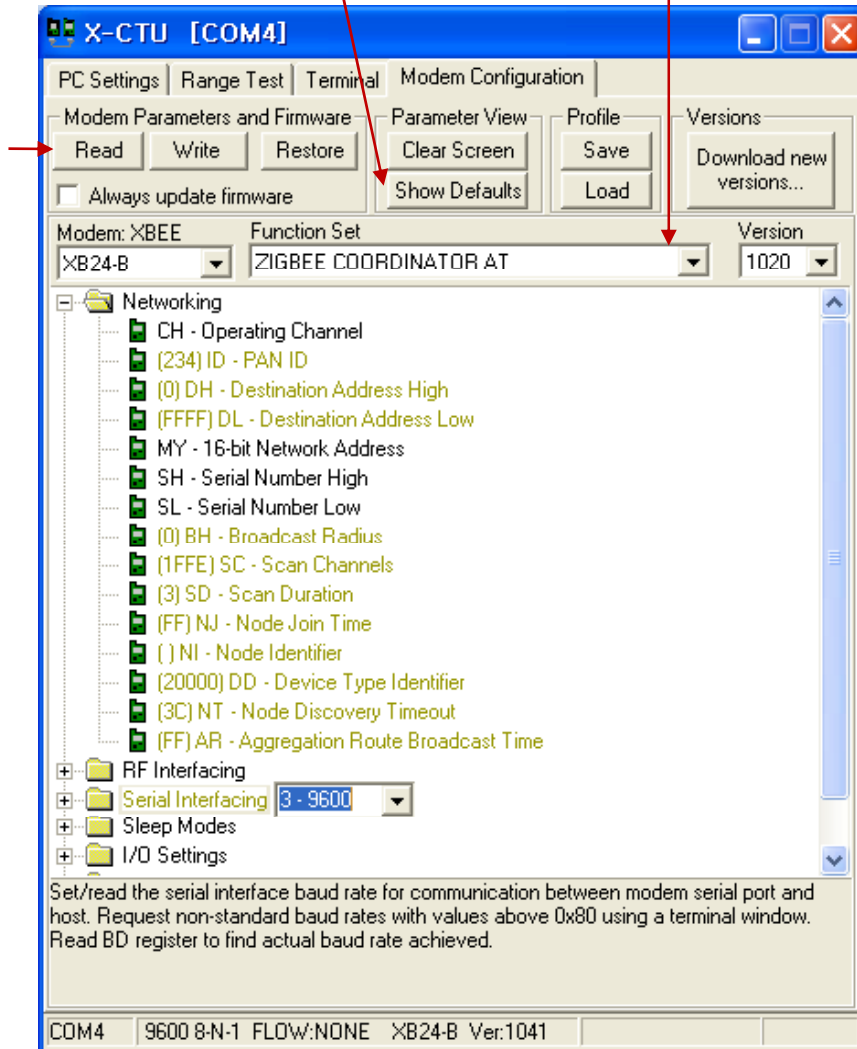 X-CTU [COM4]
PC Settings Range Test Terminal Modem Configuration
Modem Parameters and Firmware Parameter View Profile Versions
Read Write Restore Clear Screen Save Download new versions...
Always update firmware Show Defaults Load
Modem: XBEE Function Set Version
XB24-B ZIGBEE COORDINATOR AT 1020
Networking
CH - Operating Channel
(234) ID - PAN ID
(0) DH - Destination Address High
(FFFF) DL - Destination Address Low
MY - 16-bit Network Address
SH - Serial Number High
SL - Serial Number Low
(0) BH - Broadcast Radius
(1FFE) SC - Scan Channels
(3) SD - Scan Duration
(FF) NJ - Node Join Time
( ) NI - Node Identifier
(20000) DD - Device Type Identifier
(3C) NT - Node Discovery Timeout
(FF) AR - Aggregation Route Broadcast Time
RF Interfacing
Serial Interfacing 3 - 9600
Sleep Modes
I/O Settings
Set/read the serial interface baud rate for communication between modem serial port and
host. Request non-standard baud rates with values above 0x80 using a terminal window.
Read BD register to find actual baud rate achieved.
COM4 9600 8-N-1 FLOW:NONE XB24-B Ver:1041